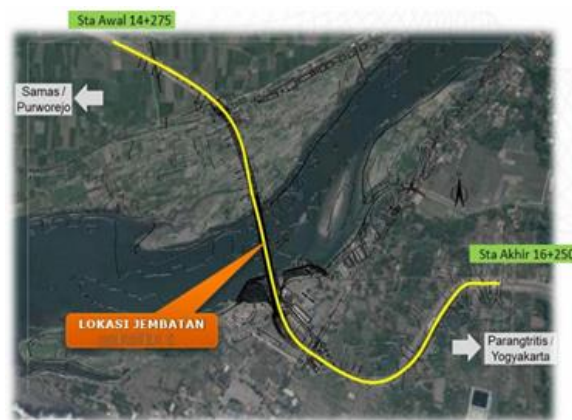 Sta Awal 14+275
Samas /
Purworejo
Sta Akhir 16+250
LOKASI JEMBATAN
Parangtritis /
Yogyakarta